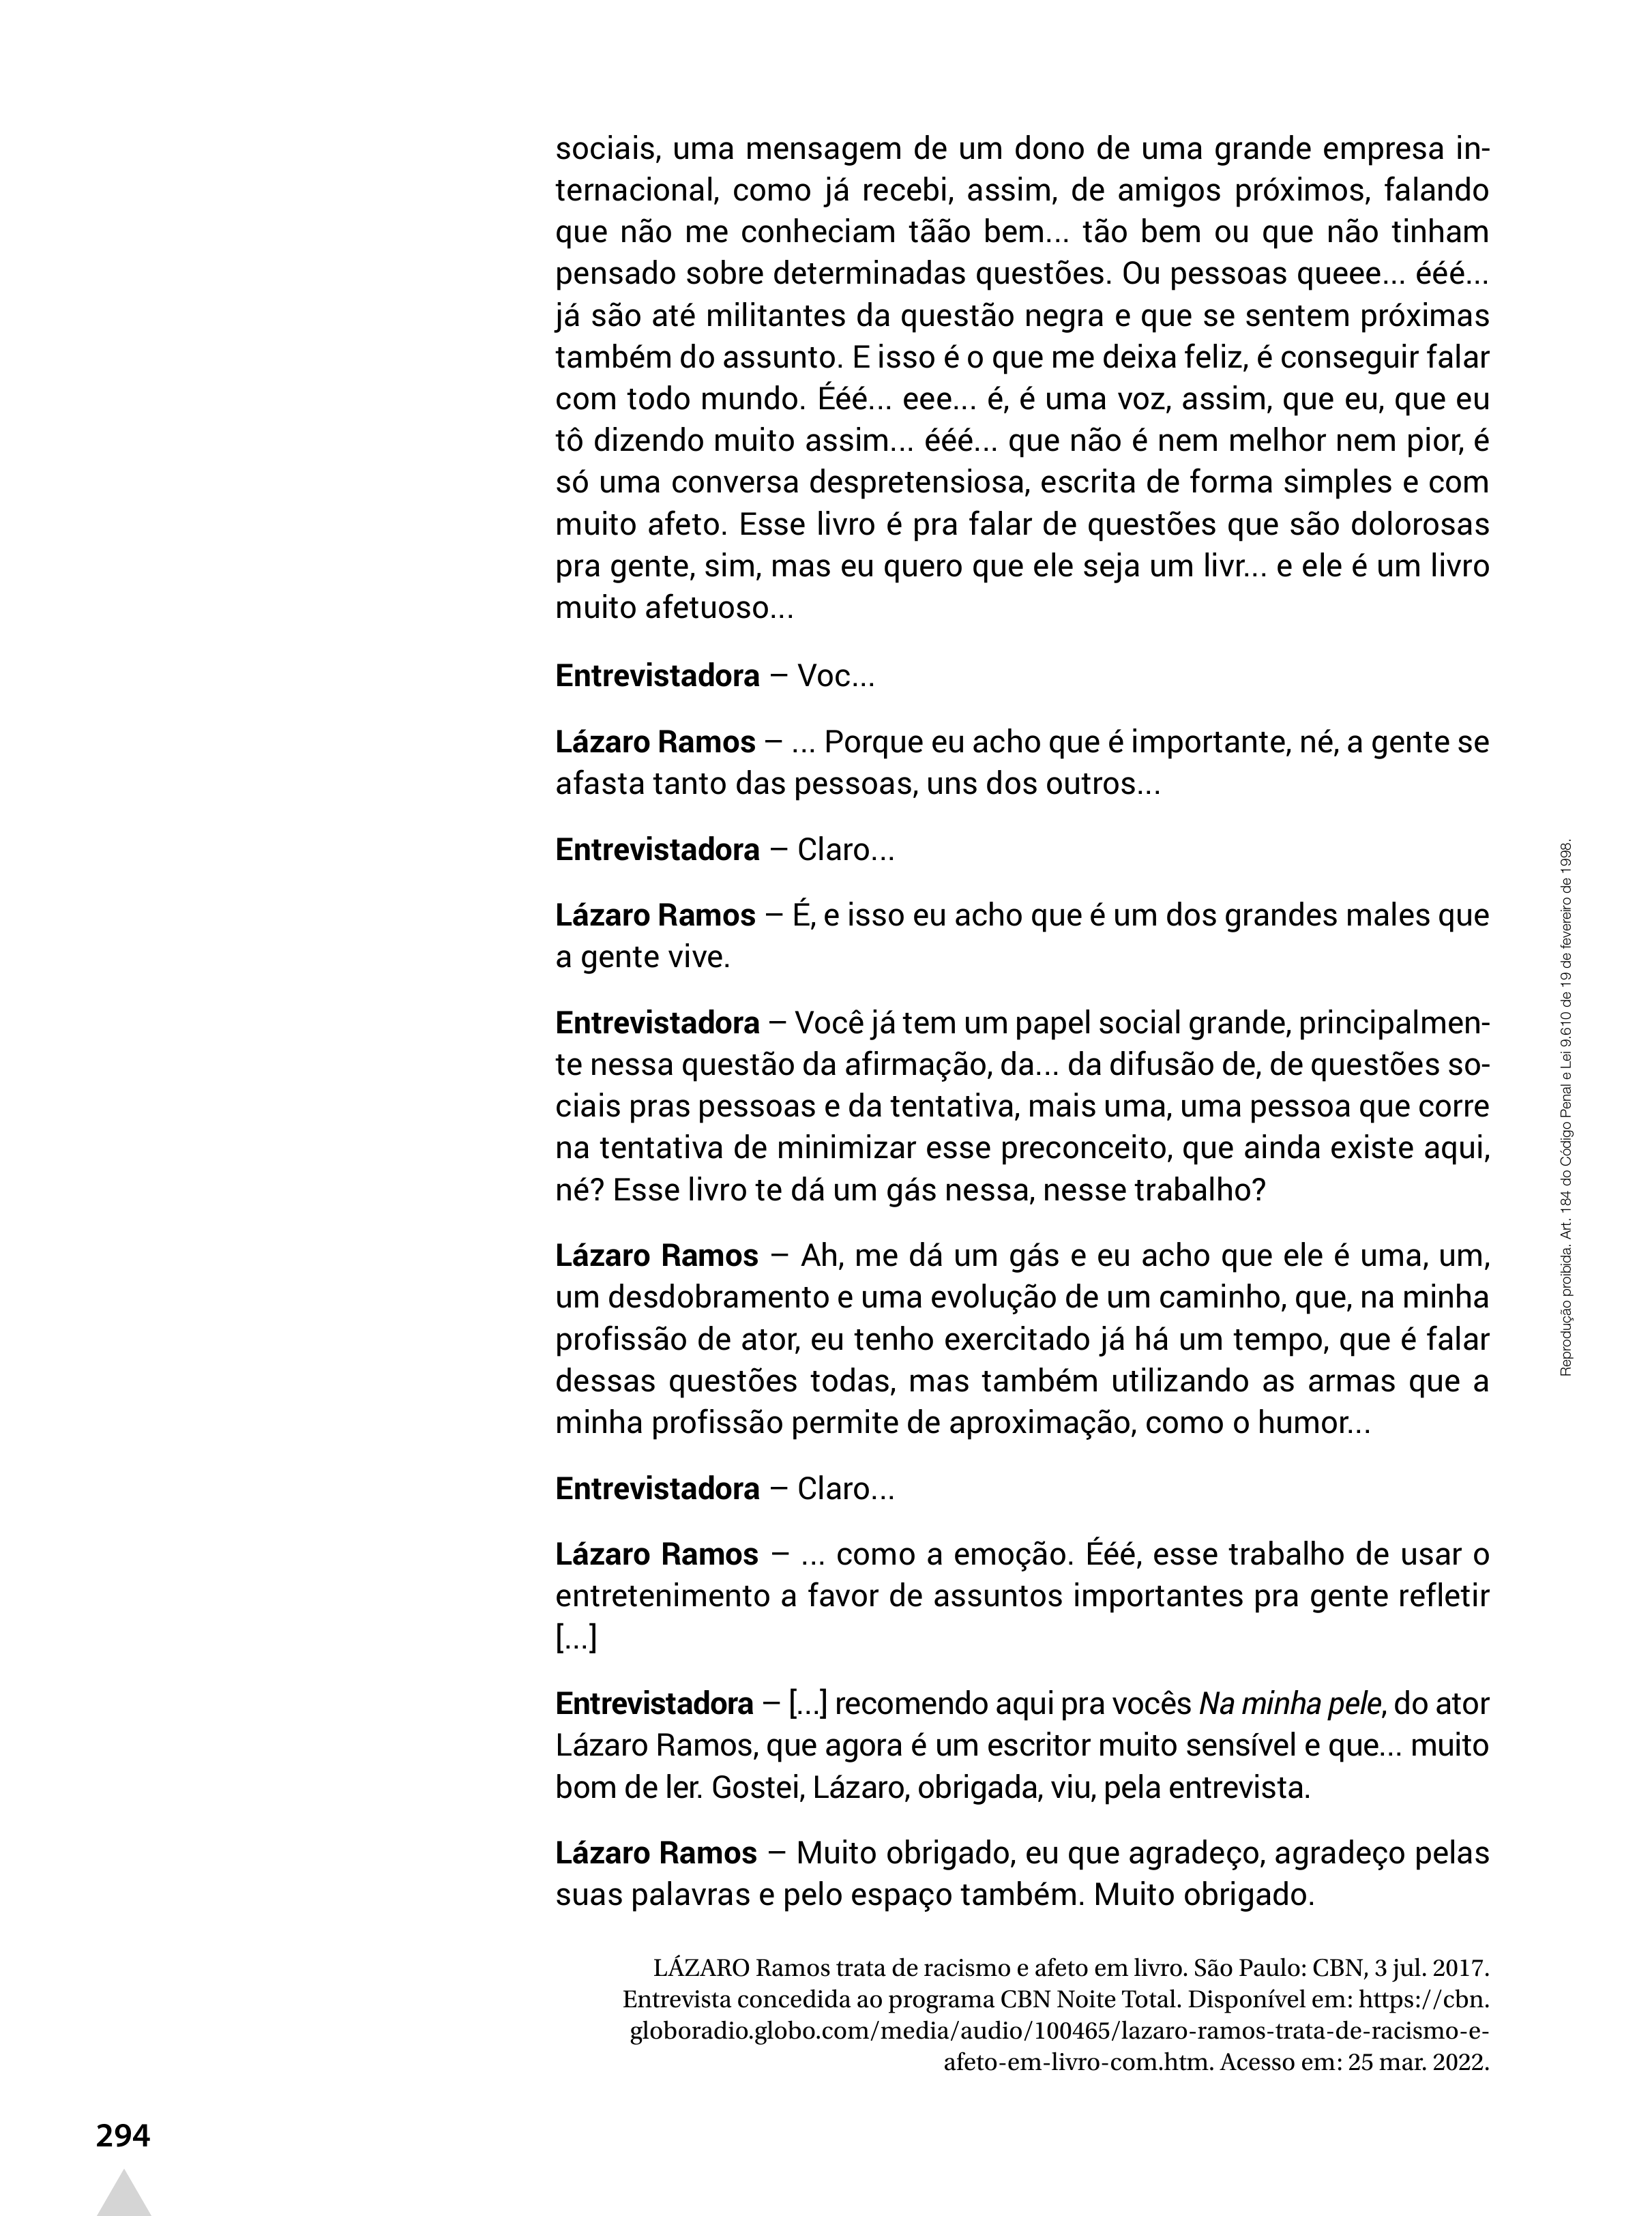 sociais, uma mensagem de um dono de uma grande empresa in-
ternacional, como já recebi, assim, de amigos próximos, falando
que não me conheciam tããão bem... tão bem ou que não tinham
pensado sobre determinadas questões. Ou pessoas queee... ééé...
já são até militantes da questão negra e que se sentem próximas
também do assunto. E isso é o que me deixa feliz, é conseguir falar
com todo mundo. Ééé... eee... é, é uma voz, assim, que eu, que eu
tô dizendo muito assim... ééé... que não é nem melhor nem pior, é
só uma conversa despretensiosa, escrita de forma simples e com
muito afeto. Esse livro é pra falar de questões que são dolorosas
pra gente, sim, mas eu quero que ele seja um livr... e ele é um livro
muito afetuoso...
Entrevistadora – Voc...
Lázaro Ramos – ... Porque eu acho que é importante, né, a gente se
afasta tanto das pessoas, uns dos outros...
Entrevistadora – Claro...
Lázaro Ramos – É, e isso eu acho que é um dos grandes males que
a gente vive.
Entrevistadora – Você já tem um papel social grande, principalmen-
te nessa questão da afirmação, da... da difusão de, de questões so-
ciais pras pessoas e da tentativa, mais uma, uma pessoa que corre
na tentativa de minimizar esse preconceito, que ainda existe aqui,
né? Esse livro te dá um gás nessa, nesse trabalho?
Lázaro Ramos – Ah, me dá um gás e eu acho que ele é uma, um,
um desdobramento e uma evolução de um caminho, que, na minha
profissão de ator, eu tenho exercitado já há um tempo, que é falar
dessas questões todas, mas também utilizando as armas que a
minha profissão permite de aproximação, como o humor...
Entrevistadora – Claro...
Lázaro Ramos – ... como a emoção. Ééé, esse trabalho de usar o
entretenimento a favor de assuntos importantes pra gente refletir
[...]
Entrevistadora – [...] recomendo aqui pra vocês Na minha pele, do ator
Lázaro Ramos, que agora é um escritor muito sensível e que... muito
bom de ler. Gostei, Lázaro, obrigada, viu, pela entrevista.
Lázaro Ramos – Muito obrigado, eu que agradeço, agradeço pelas
suas palavras e pelo espaço também. Muito obrigado.
LÁZARO Ramos trata de racismo e afeto em livro. São Paulo: CBN, 3 jul. 2017.
Entrevista concedida ao programa CBN Noite Total. Disponível em: https://cbn.
globoradio.globo.com/media/audio/100465/lazaro-ramos-trata-de-racismo-e-
afeto-em-livro-com.htm. Acesso em: 25 mar. 2022.
Reprodução proibida. Art. 184 do Código Penal e Lei 9.610 de 19 de fevereiro de 1998.
294